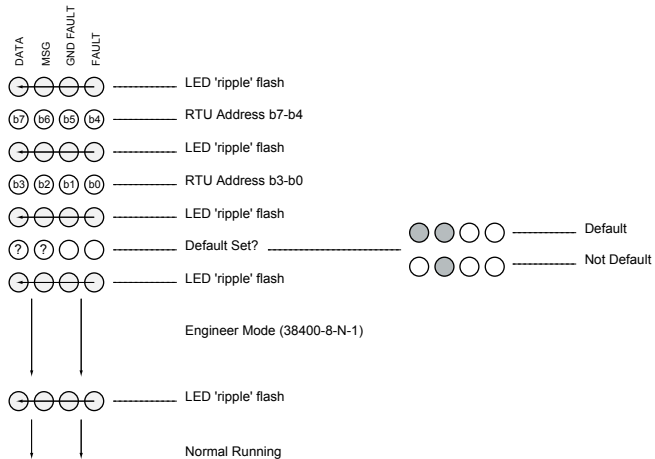 DATA
MSG
GND FAULT
FAULT
LED 'ripple' flash
b7 b6 b5 b4 RTU Address b7-b4
LED 'ripple' flash
b3 b2 b1 b0 RTU Address b3-b0
LED 'ripple' flash
Default
? ? Default Set?
Not Default
LED 'ripple' flash
Engineer Mode (38400-8-N-1)
LED 'ripple' flash
Normal Running